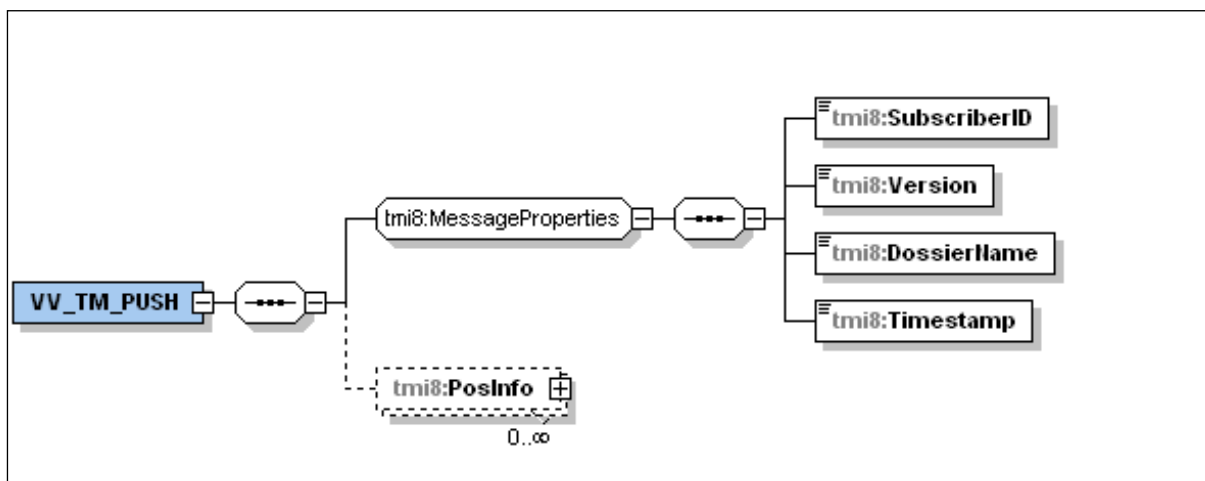 tmi8:SubscriberID
tmi8:Version
tmi8:MessageProperties
tmi8:DossierName
VV_TM_PUSH
tmi8:Timestamp
tmi8:PosInfo
0..∞